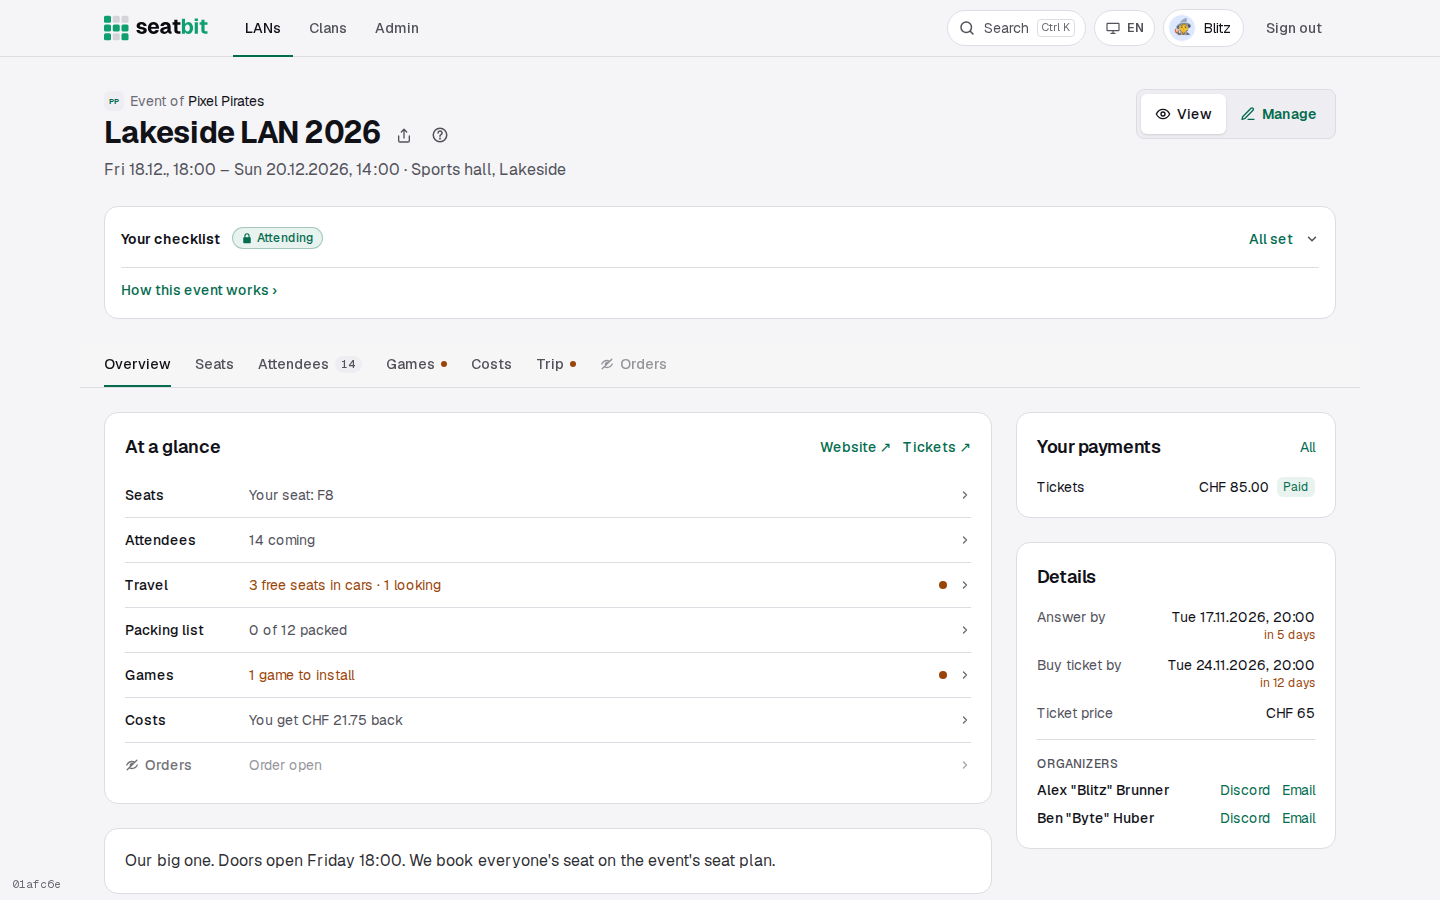 seatbit
LANs
Clans
Admin
Search
Ctrl K
EN
Blitz
Sign out
PP
Event of Pixel Pirates
Lakeside LAN 2026
Fri 18.12., 18:00 – Sun 20.12.2026, 14:00 · Sports hall, Lakeside
View
Manage
Your checklist
Attending
All set
How this event works ›
Overview
Seats
Attendees 14
Games
Costs
Trip
Orders
At a glance
Website ↗
Tickets ↗
Seats
Your seat: F8
Attendees
14 coming
Travel
3 free seats in cars · 1 looking
Packing list
0 of 12 packed
Games
1 game to install
Costs
You get CHF 21.75 back
Orders
Order open
Our big one. Doors open Friday 18:00. We book everyone's seat on the event's seat plan.
Your payments
All
Tickets
CHF 85.00
Paid
Details
Answer by
Tue 17.11.2026, 20:00
in 5 days
Buy ticket by
Tue 24.11.2026, 20:00
in 12 days
Ticket price
CHF 65
ORGANIZERS
Alex "Blitz" Brunner
Discord
Email
Ben "Byte" Huber
Discord
Email
01afc6e